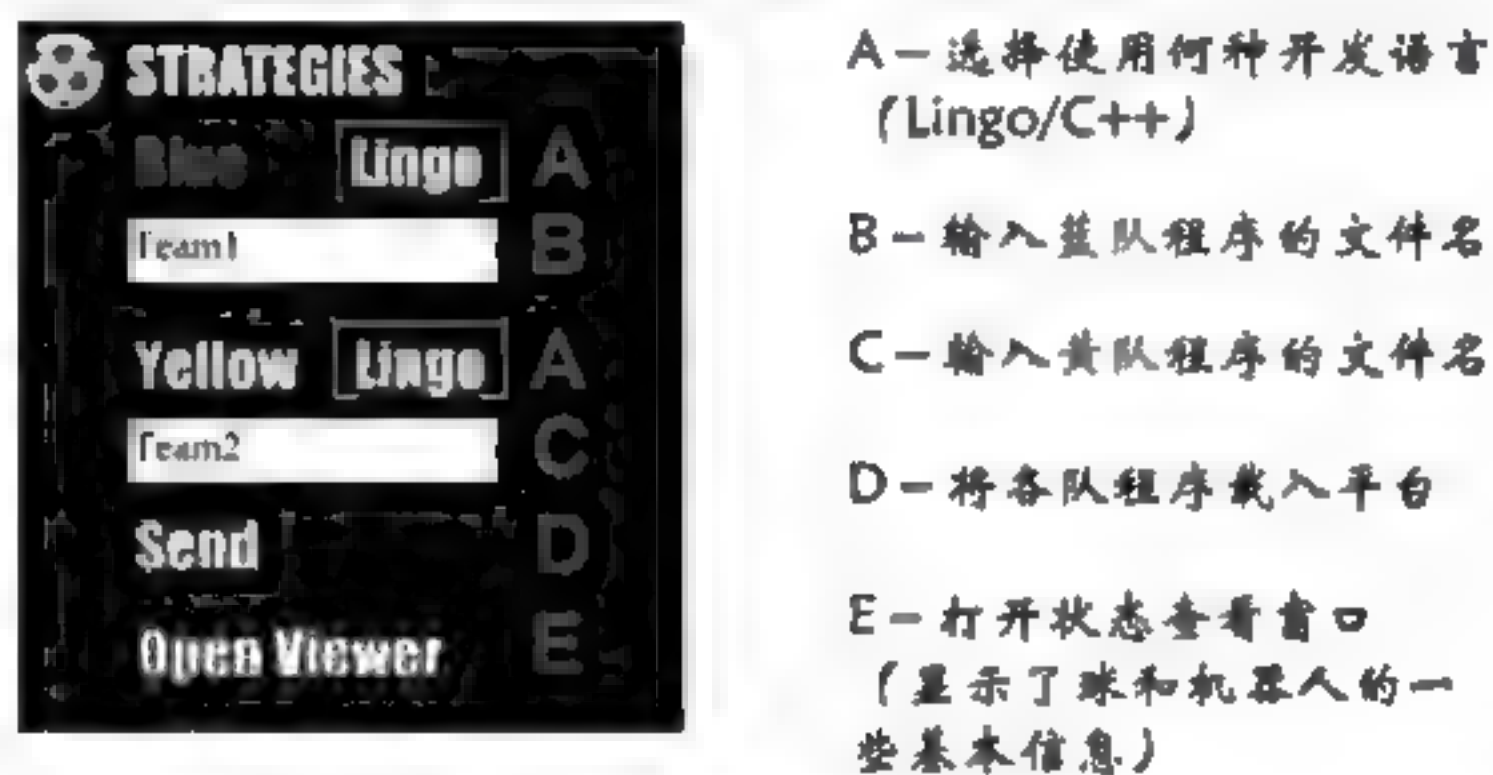 STRATEGIES
Blue Lingo A
Team1 B
Yellow Lingo A
Team2 C
Send D
Open Viewer E
A－选择使用何种开发语言
(Lingo/C++)
B－输入蓝队程序的文件名
C－输入黄队程序的文件名
D－将各队程序载入平台
E－打开状态查看窗口
(显示了球和机器人的一
些基本信息)